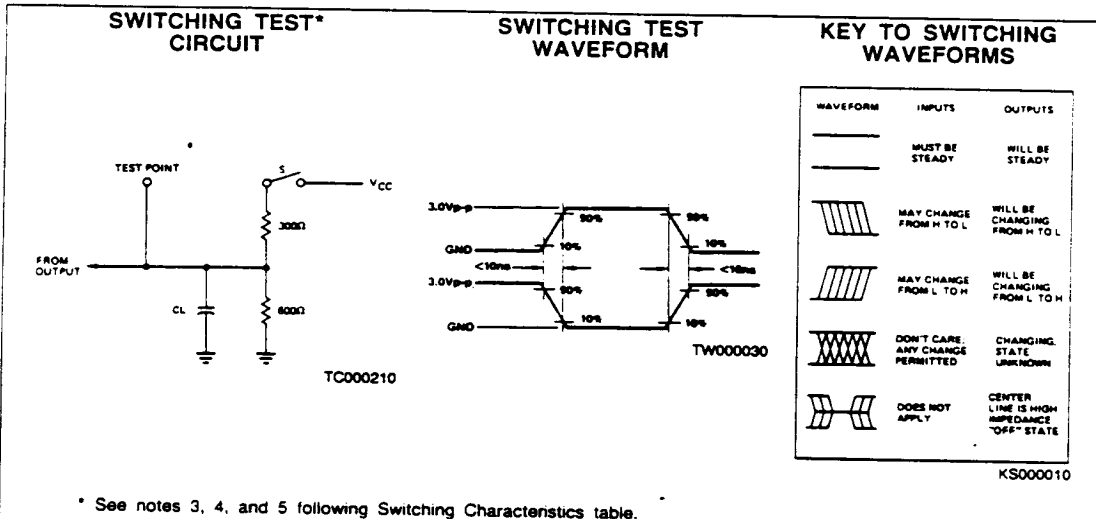 SWITCHING TEST*
CIRCUIT
TEST POINT
S
VCC
300Ω
FROM
OUTPUT
CL
600Ω
TC000210
SWITCHING TEST
WAVEFORM
3.0Vp-p
90%
90%
GND
10%
10%
<10ns
<10ns
3.0Vp-p
90%
90%
GND
10%
10%
TW000030
KEY TO SWITCHING
WAVEFORMS
WAVEFORM INPUTS OUTPUTS
MUST BE STEADY
WILL BE STEADY
MAY CHANGE FROM H TO L
WILL BE CHANGING FROM H TO L
MAY CHANGE FROM L TO H
WILL BE CHANGING FROM L TO H
DON'T CARE; ANY CHANGE PERMITTED
CHANGING, STATE UNKNOWN
DOES NOT APPLY
CENTER LINE IS HIGH IMPEDANCE "OFF" STATE
KS000010
* See notes 3, 4, and 5 following Switching Characteristics table.